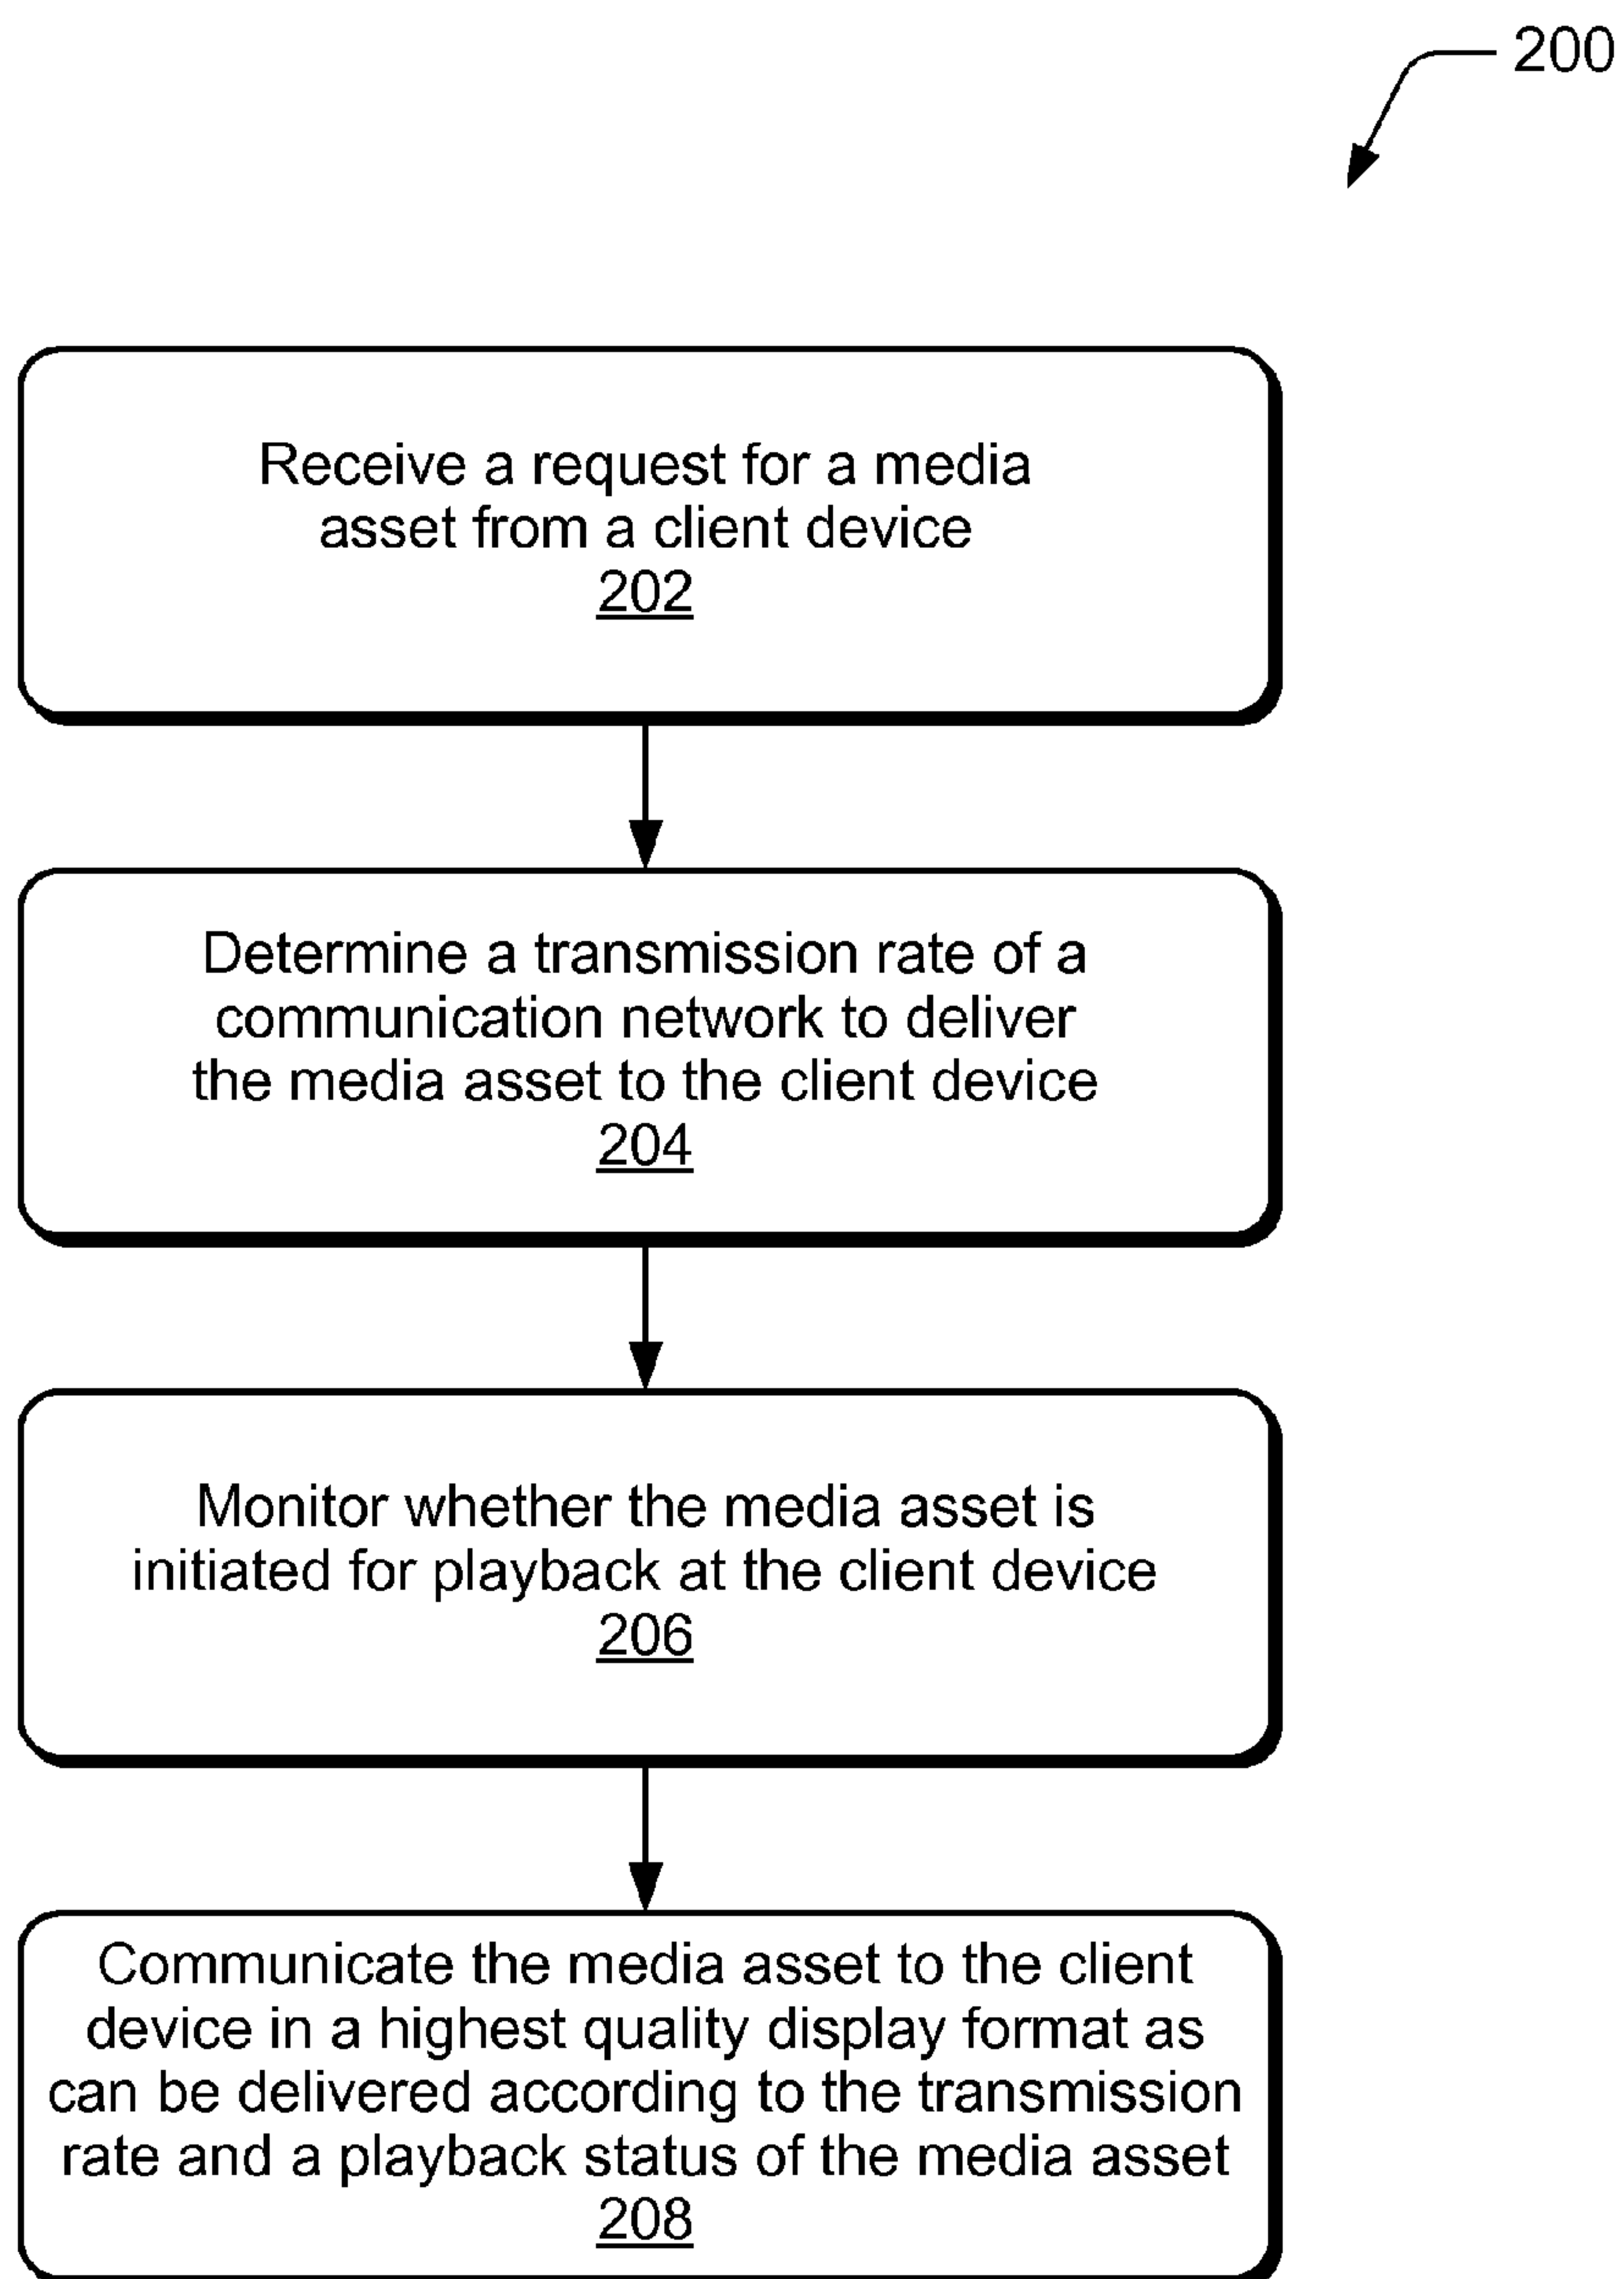 200
Receive a request for a media
asset from a client device
202
Determine a transmission rate of a
communication network to deliver
the media asset to the client device
204
Monitor whether the media asset is
initiated for playback at the client device
206
Communicate the media asset to the client
device in a highest quality display format as
can be delivered according to the transmission
rate and a playback status of the media asset
208